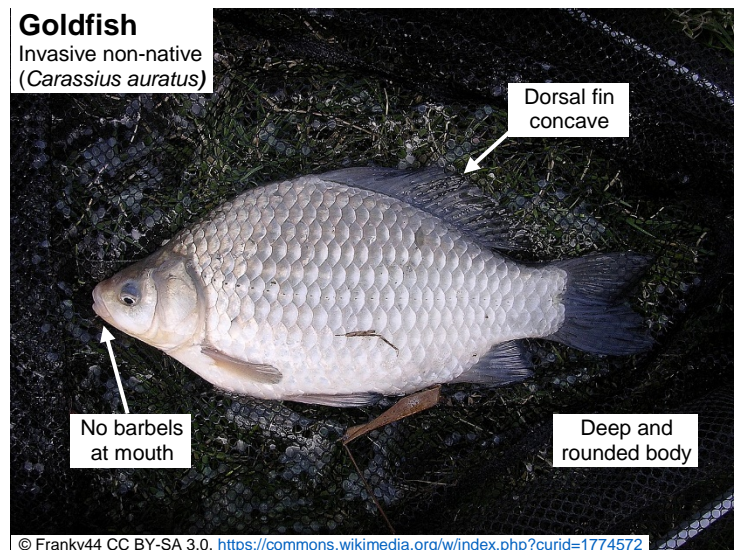 Goldfish
Invasive non-native
(Carassius auratus)
Dorsal fin
concave
No barbels
at mouth
Deep and
rounded body
© Franky44 CC BY-SA 3.0, https://commons.wikimedia.org/w/index.php?curid=1774572